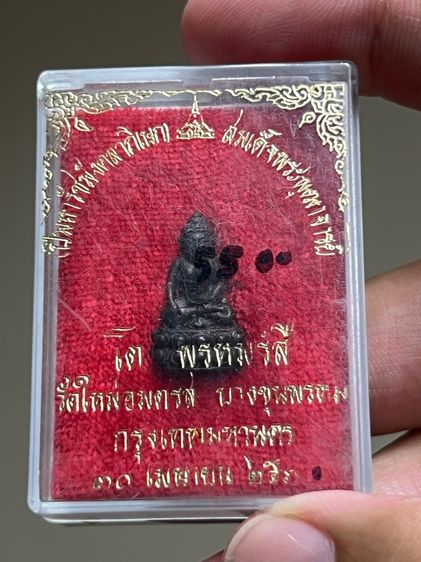 สมเด็จพระพุฒาจารย์
5500
โต พรหมรํสี
วัดใหม่อมตรส บางขุนพรหม
กรุงเทพมหานคร
๓๐ เมษายน